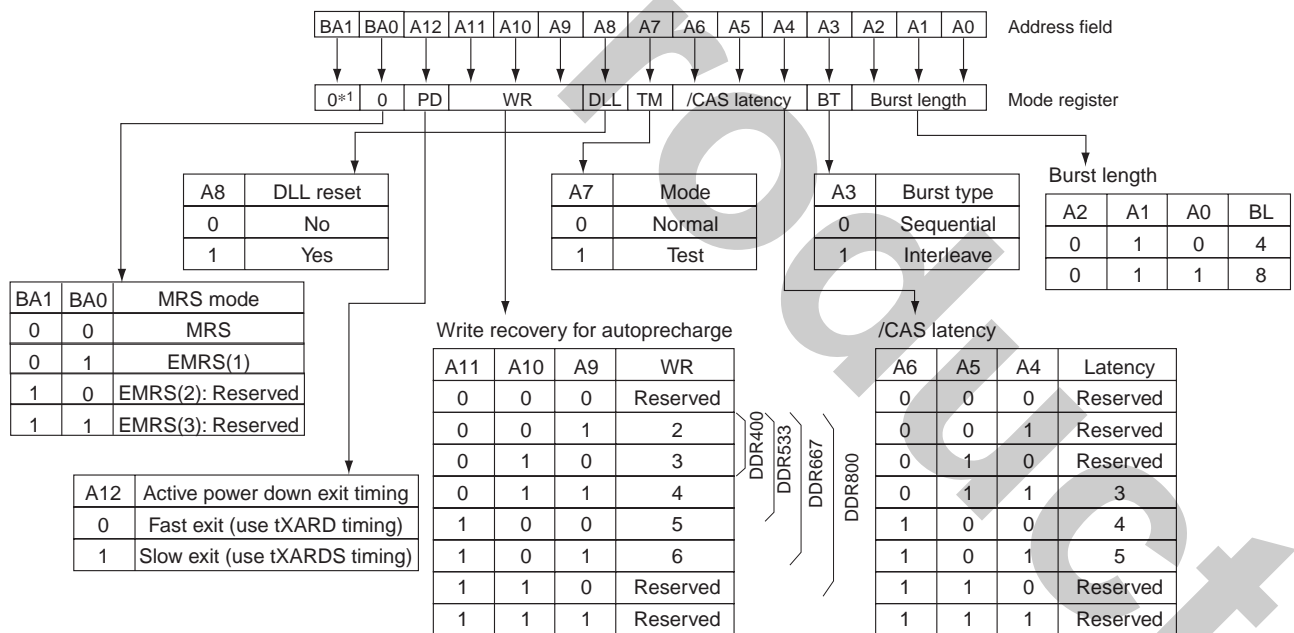 BA1 BA0 A12 A11 A10 A9 A8 A7 A6 A5 A4 A3 A2 A1 A0 Address field
0*1 0 PD WR DLL TM /CAS latency BT Burst length Mode register
A8 DLL reset
0 No
1 Yes
A7 Mode
0 Normal
1 Test
A3 Burst type
0 Sequential
1 Interleave
Burst length
A2 A1 A0 BL
0 1 0 4
0 1 1 8
BA1 BA0 MRS mode
0 0 MRS
0 1 EMRS(1)
1 0 EMRS(2): Reserved
1 1 EMRS(3): Reserved
A12 Active power down exit timing
0 Fast exit (use tXARD timing)
1 Slow exit (use tXARDS timing)
Write recovery for autoprecharge
A11 A10 A9 WR
0 0 0 Reserved
0 0 1 2
0 1 0 3
0 1 1 4
1 0 0 5
1 0 1 6
1 1 0 Reserved
1 1 1 Reserved
DDR400
DDR533
DDR667
DDR800
/CAS latency
A6 A5 A4 Latency
0 0 0 Reserved
0 0 1 Reserved
0 1 0 Reserved
0 1 1 3
1 0 0 4
1 0 1 5
1 1 0 Reserved
1 1 1 Reserved
roduct